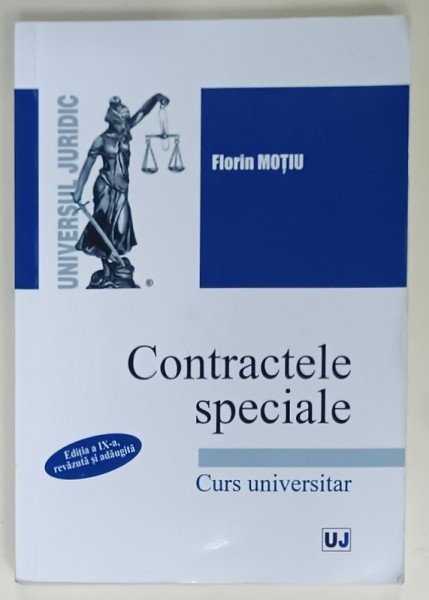 UNIVERSUL JURIDIC
®
Florin MOȚIU
Contractele
speciale
Ediția a IX-a,
revăzută și adăugită
Curs universitar
UJ